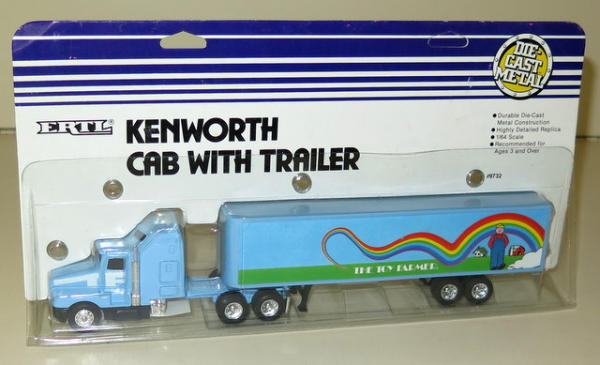 DIE-
CAST
METAL
ERTL®
KENWORTH
CAB WITH TRAILER
● Durable Die-Cast
Metal Construction
● Highly Detailed Replica
● 1/64 Scale
● Recommended for
Ages 3 and Over
#9732
THE TOY FARMER